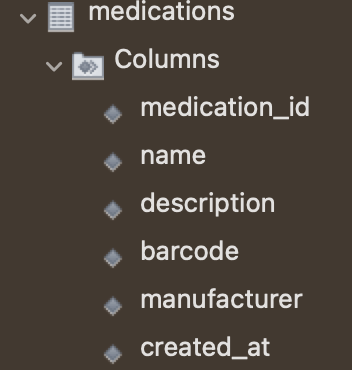 medications
Columns
medication_id
name
description
barcode
manufacturer
created_at